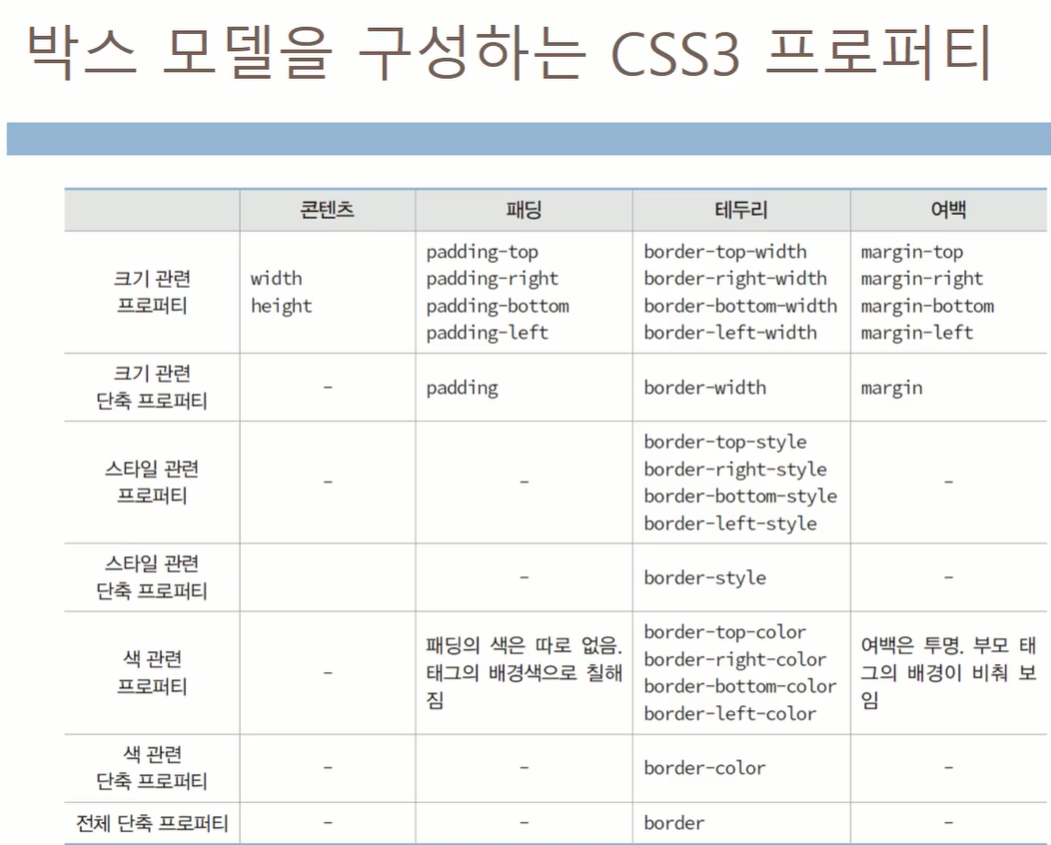 박스 모델을 구성하는 CSS3 프로퍼티
콘텐츠 패딩 테두리 여백
크기 관련
프로퍼티
width
height
padding-top
padding-right
padding-bottom
padding-left
border-top-width
border-right-width
border-bottom-width
border-left-width
margin-top
margin-right
margin-bottom
margin-left
크기 관련
단축 프로퍼티
-
padding
border-width
margin
스타일 관련
프로퍼티
-
-
border-top-style
border-right-style
border-bottom-style
border-left-style
-
스타일 관련
단축 프로퍼티
-
border-style
-
색 관련
프로퍼티
-
패딩의 색은 따로 없음.
태그의 배경색으로 칠해
짐
border-top-color
border-right-color
border-bottom-color
border-left-color
여백은 투명. 부모 태
그의 배경이 비춰 보
임
색 관련
단축 프로퍼티
-
-
border-color
-
전체 단축 프로퍼티
-
-
border
-